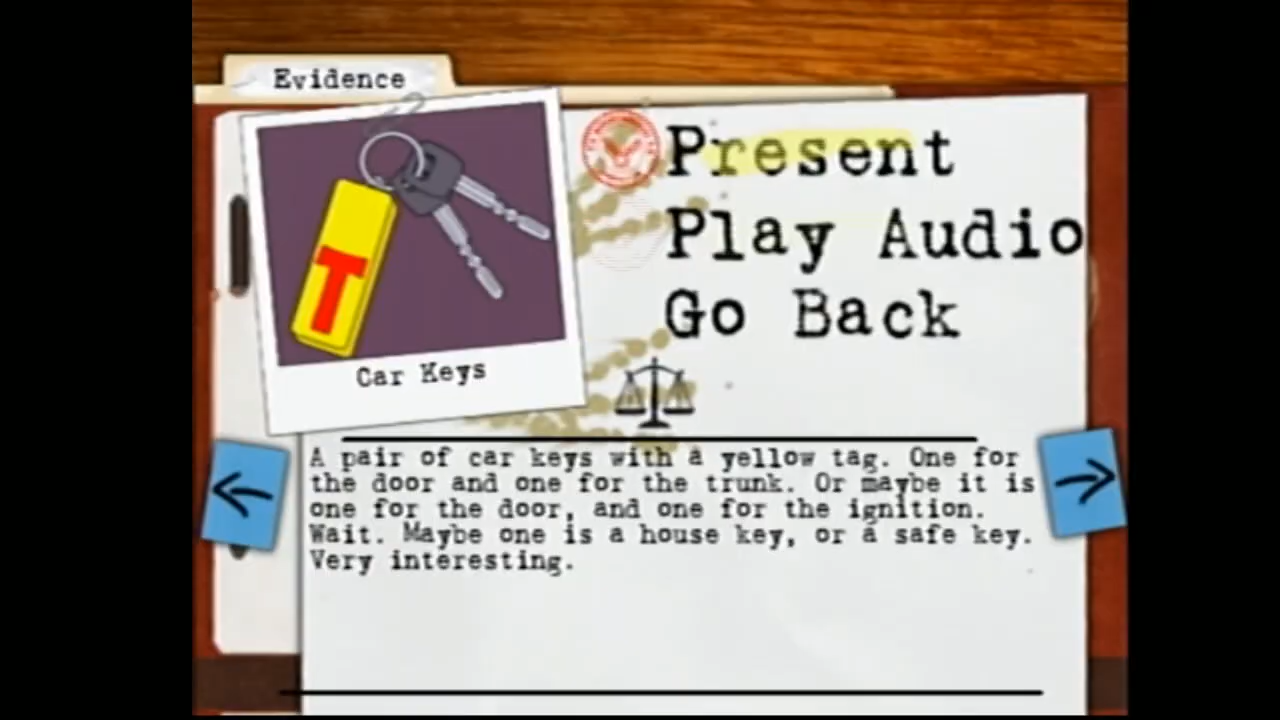 Evidence
Present
Play Audio
Go Back
T
Car Keys
A pair of car keys with a yellow tag. One for
the door and one for the trunk. Or maybe it is
one for the door, and one for the ignition.
Wait. Maybe one is a house key, or a safe key.
Very interesting.